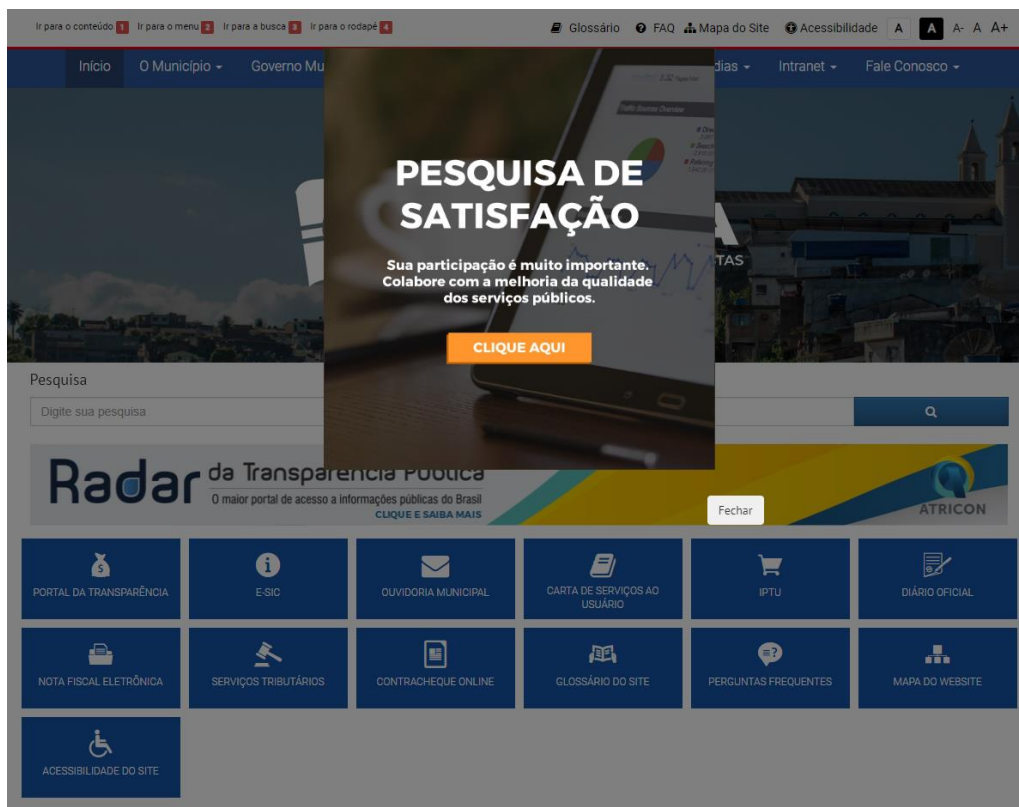 Ir para o conteúdo 1 Ir para o menu 2 Ir para a busca 3 Ir para o rodapé 4
Glossário FAQ Mapa do Site Acessibilidade A A A- A A+
Início O Município Governo Mu dias Intranet Fale Conosco
PESQUISA DE
SATISFAÇÃO
A
TAS
Sua participação é muito importante.
Colabore com a melhoria da qualidade
dos serviços públicos.
CLIQUE AQUI
Pesquisa
Digite sua pesquisa
Radar da Transparência Pública
O maior portal de acesso a informações públicas do Brasil
CLIQUE E SAIBA MAIS
ATRICON
Fechar
PORTAL DA TRANSPARÊNCIA
E-SIC
OUVIDORIA MUNICIPAL
CARTA DE SERVIÇOS AO
USUÁRIO
IPTU
DIÁRIO OFICIAL
NOTA FISCAL ELETRÔNICA
SERVIÇOS TRIBUTÁRIOS
CONTRACHEQUE ONLINE
GLOSSÁRIO DO SITE
PERGUNTAS FREQUENTES
MAPA DO WEBSITE
ACESSIBILIDADE DO SITE